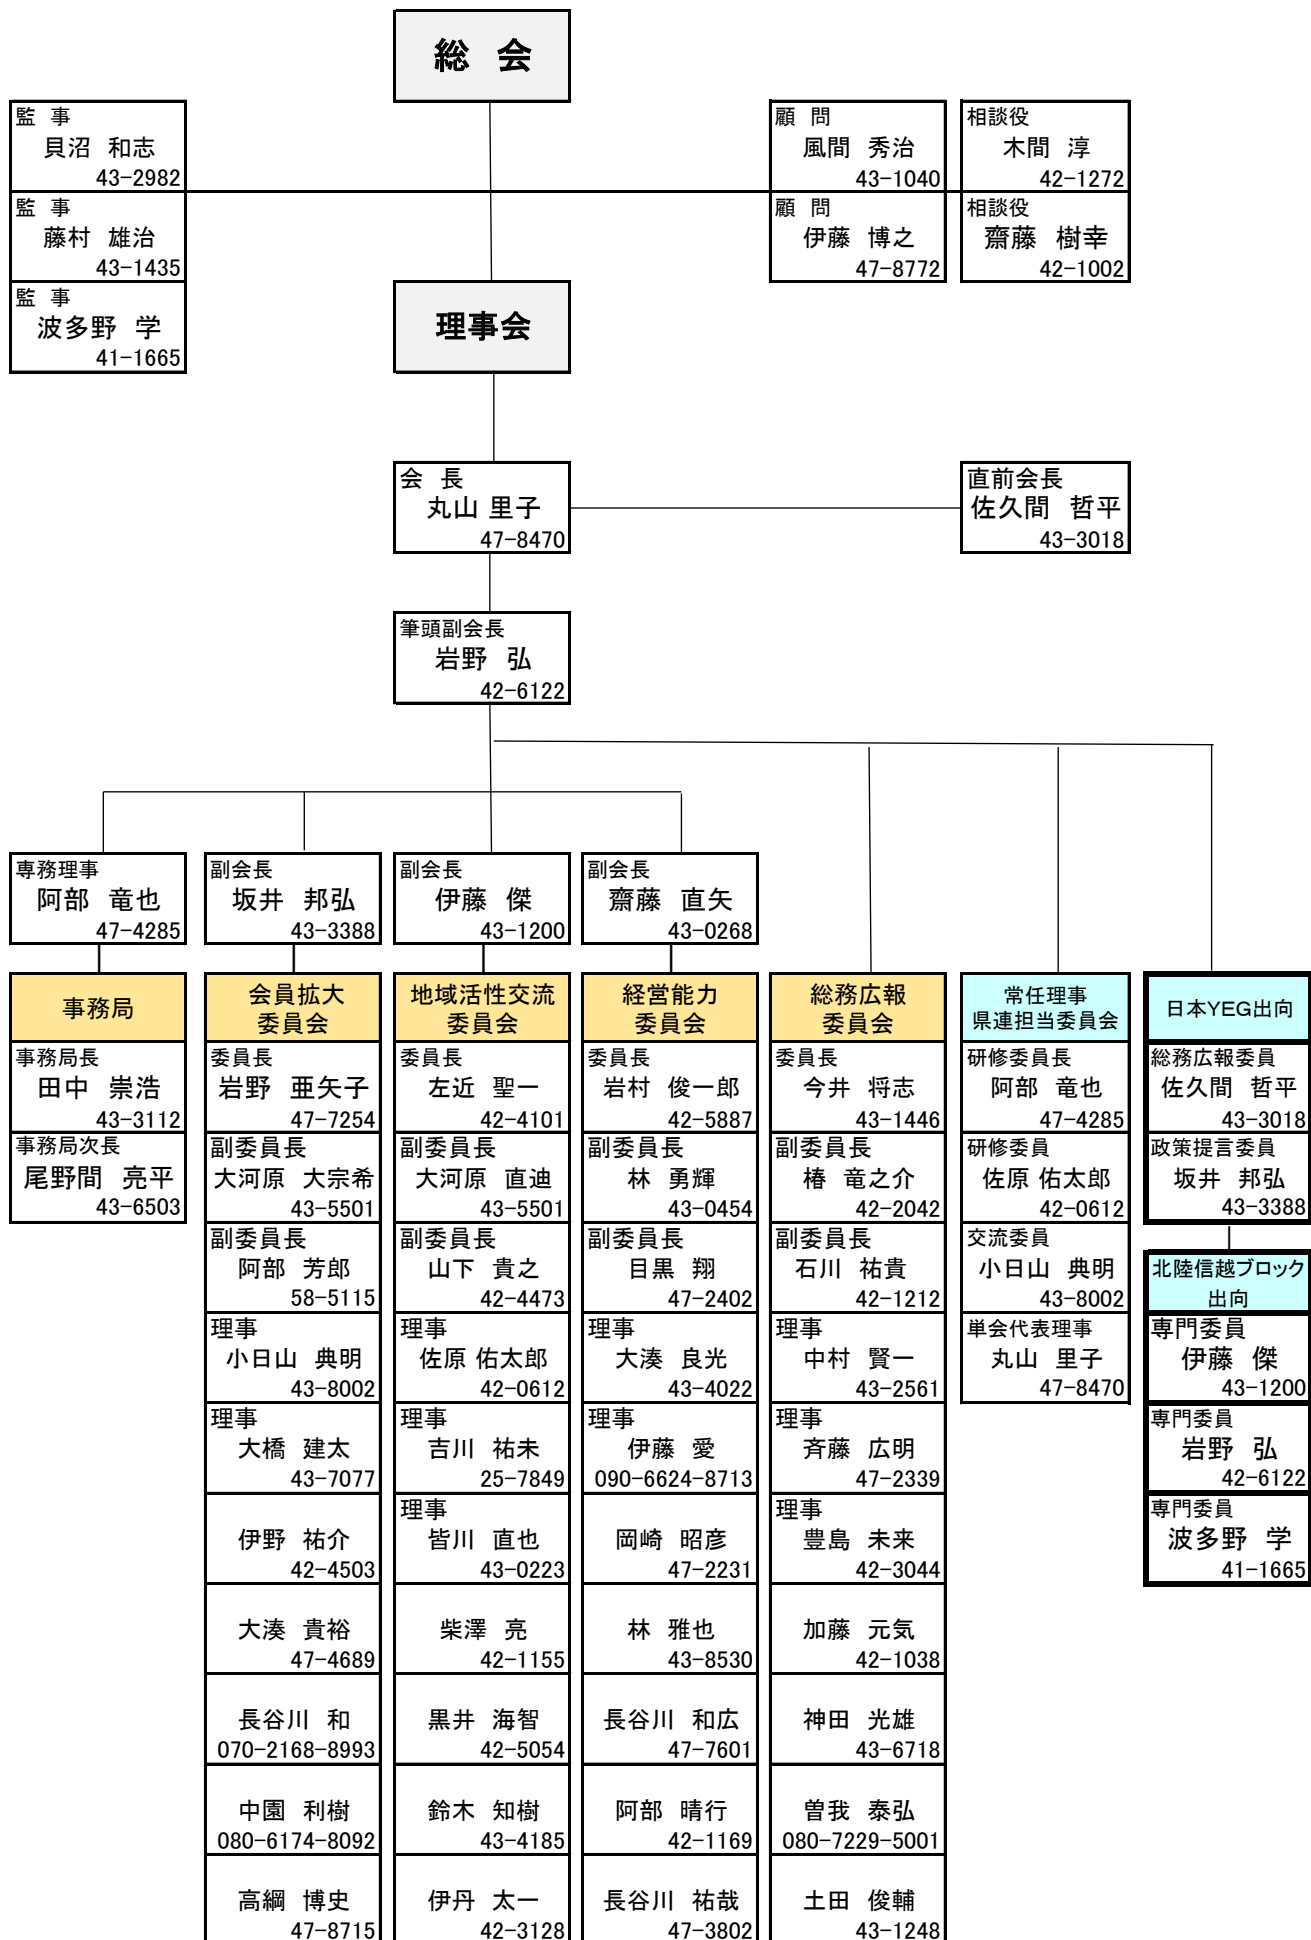 総 会
監 事
貝沼 和志
43-2982
監 事
藤村 雄治
43-1435
監 事
波多野 学
41-1665
顧 問
風間 秀治
43-1040
顧 問
伊藤 博之
47-8772
相談役
木間 淳
42-1272
相談役
齋藤 樹幸
42-1002
理事会
会 長
丸山 里子
47-8470
直前会長
佐久間 哲平
43-3018
筆頭副会長
岩野 弘
42-6122
専務理事
阿部 竜也
47-4285
副会長
坂井 邦弘
43-3388
副会長
伊藤 傑
43-1200
副会長
齋藤 直矢
43-0268
事務局
事務局長
田中 崇浩
43-3112
事務局次長
尾野間 亮平
43-6503
会員拡大
委員会
委員長
岩野 亜矢子
47-7254
副委員長
大河原 大宗希
43-5501
副委員長
阿部 芳郎
58-5115
理事
小日山 典明
43-8002
理事
大橋 建太
43-7077
伊野 祐介
42-4503
大湊 貴裕
47-4689
長谷川 和
070-2168-8993
中園 利樹
080-6174-8092
高綱 博史
47-8715
地域活性交流
委員会
委員長
左近 聖一
42-4101
副委員長
大河原 直迪
43-5501
副委員長
山下 貴之
42-4473
理事
佐原 佑太郎
42-0612
理事
吉川 祐未
25-7849
理事
皆川 直也
43-0223
柴澤 亮
42-1155
黒井 海智
42-5054
鈴木 知樹
43-4185
伊丹 太一
42-3128
経営能力
委員会
委員長
岩村 俊一郎
42-5887
副委員長
林 勇輝
43-0454
副委員長
目黒 翔
47-2402
理事
大湊 良光
43-4022
理事
伊藤 愛
090-6624-8713
岡崎 昭彦
47-2231
林 雅也
43-8530
長谷川 和広
47-7601
阿部 晴行
42-1169
長谷川 祐哉
47-3802
総務広報
委員会
委員長
今井 将志
43-1446
副委員長
椿 竜之介
42-2042
副委員長
石川 祐貴
42-1212
理事
中村 賢一
43-2561
理事
斉藤 広明
47-2339
理事
豊島 未来
42-3044
加藤 元気
42-1038
神田 光雄
43-6718
曽我 泰弘
080-7229-5001
土田 俊輔
43-1248
常任理事
県連担当委員会
研修委員長
阿部 竜也
47-4285
研修委員
佐原 佑太郎
42-0612
交流委員
小日山 典明
43-8002
単会代表理事
丸山 里子
47-8470
日本YEG出向
総務広報委員
佐久間 哲平
43-3018
政策提言委員
坂井 邦弘
43-3388
北陸信越ブロック
出向
専門委員
伊藤 傑
43-1200
専門委員
岩野 弘
42-6122
専門委員
波多野 学
41-1665